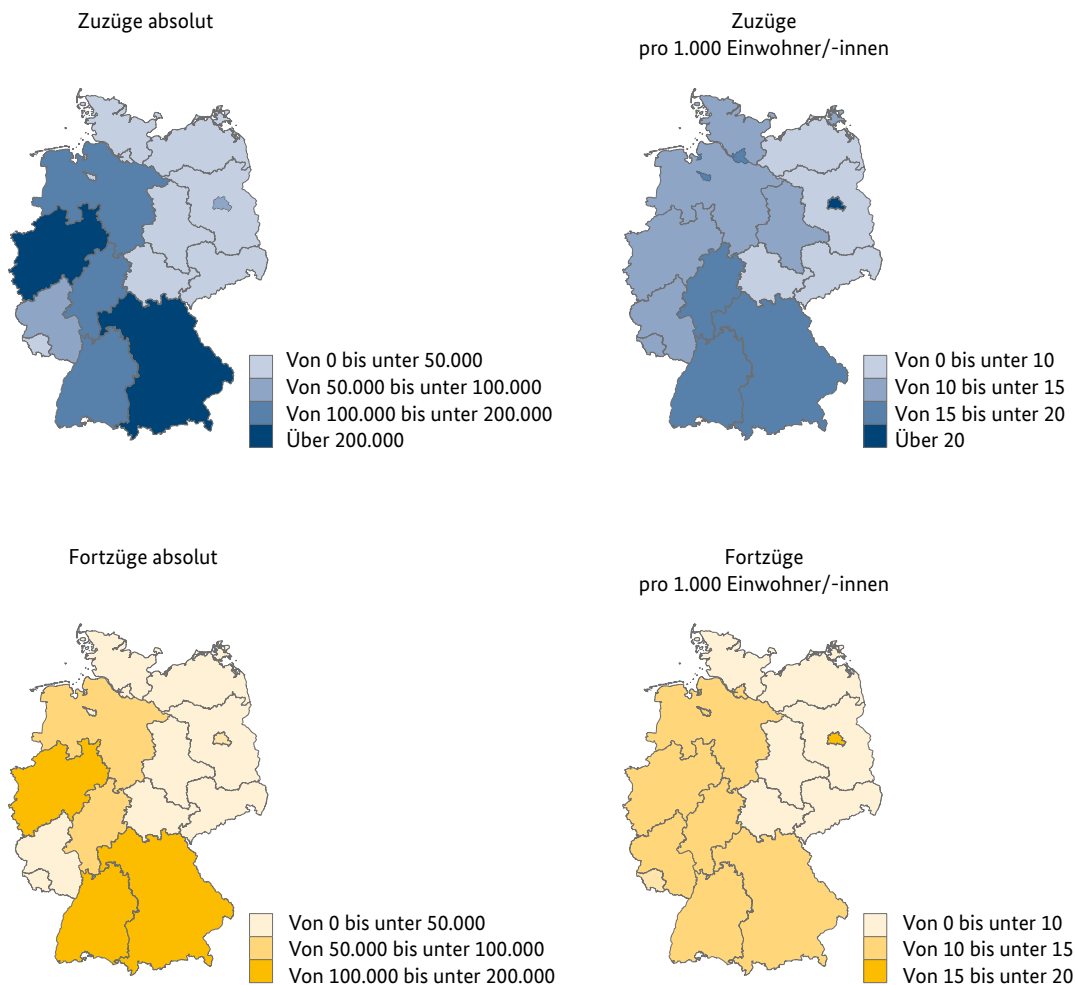 Zuzüge absolut
Zuzüge
pro 1.000 Einwohner/-innen
Von 0 bis unter 50.000
Von 50.000 bis unter 100.000
Von 100.000 bis unter 200.000
Über 200.000
Von 0 bis unter 10
Von 10 bis unter 15
Von 15 bis unter 20
Über 20
Fortzüge absolut
Fortzüge
pro 1.000 Einwohner/-innen
Von 0 bis unter 50.000
Von 50.000 bis unter 100.000
Von 100.000 bis unter 200.000
Von 0 bis unter 10
Von 10 bis unter 15
Von 15 bis unter 20